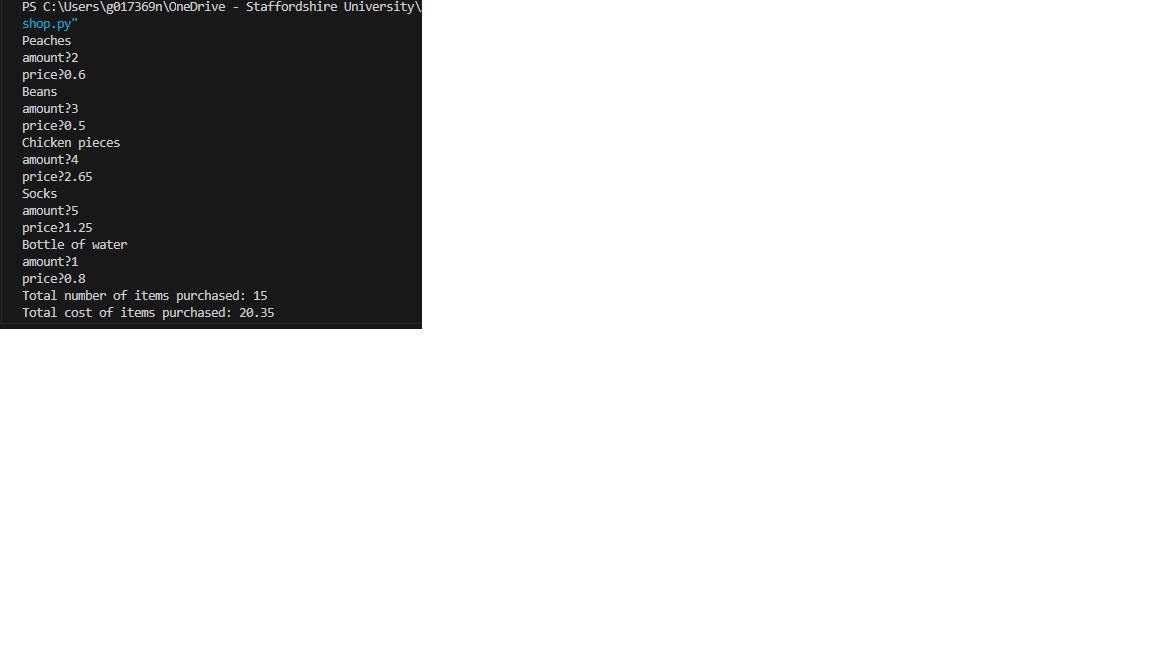 PS C:\Users\g017369n\OneDrive - Staffordshire University\
shop.py"
Peaches
amount?2
price?0.6
Beans
amount?3
price?0.5
Chicken pieces
amount?4
price?2.65
Socks
amount?5
price?1.25
Bottle of water
amount?1
price?0.8
Total number of items purchased: 15
Total cost of items purchased: 20.35